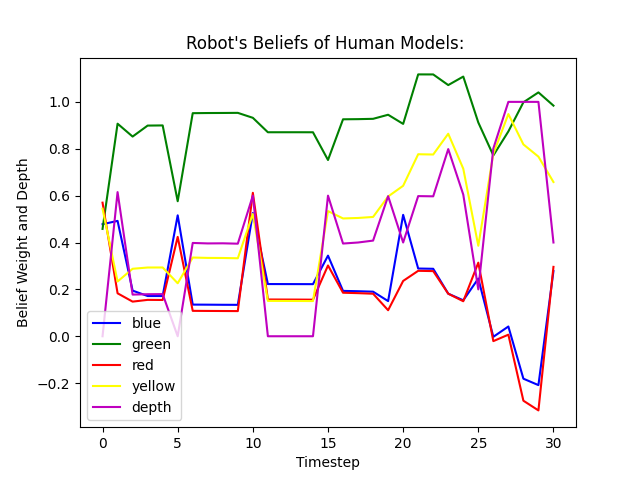 Robot's Beliefs of Human Models:
Belief Weight and Depth
1.0
0.8
0.6
0.4
0.2
0.0
−0.2
blue
green
red
yellow
depth
0 5 10 15 20 25 30
Timestep